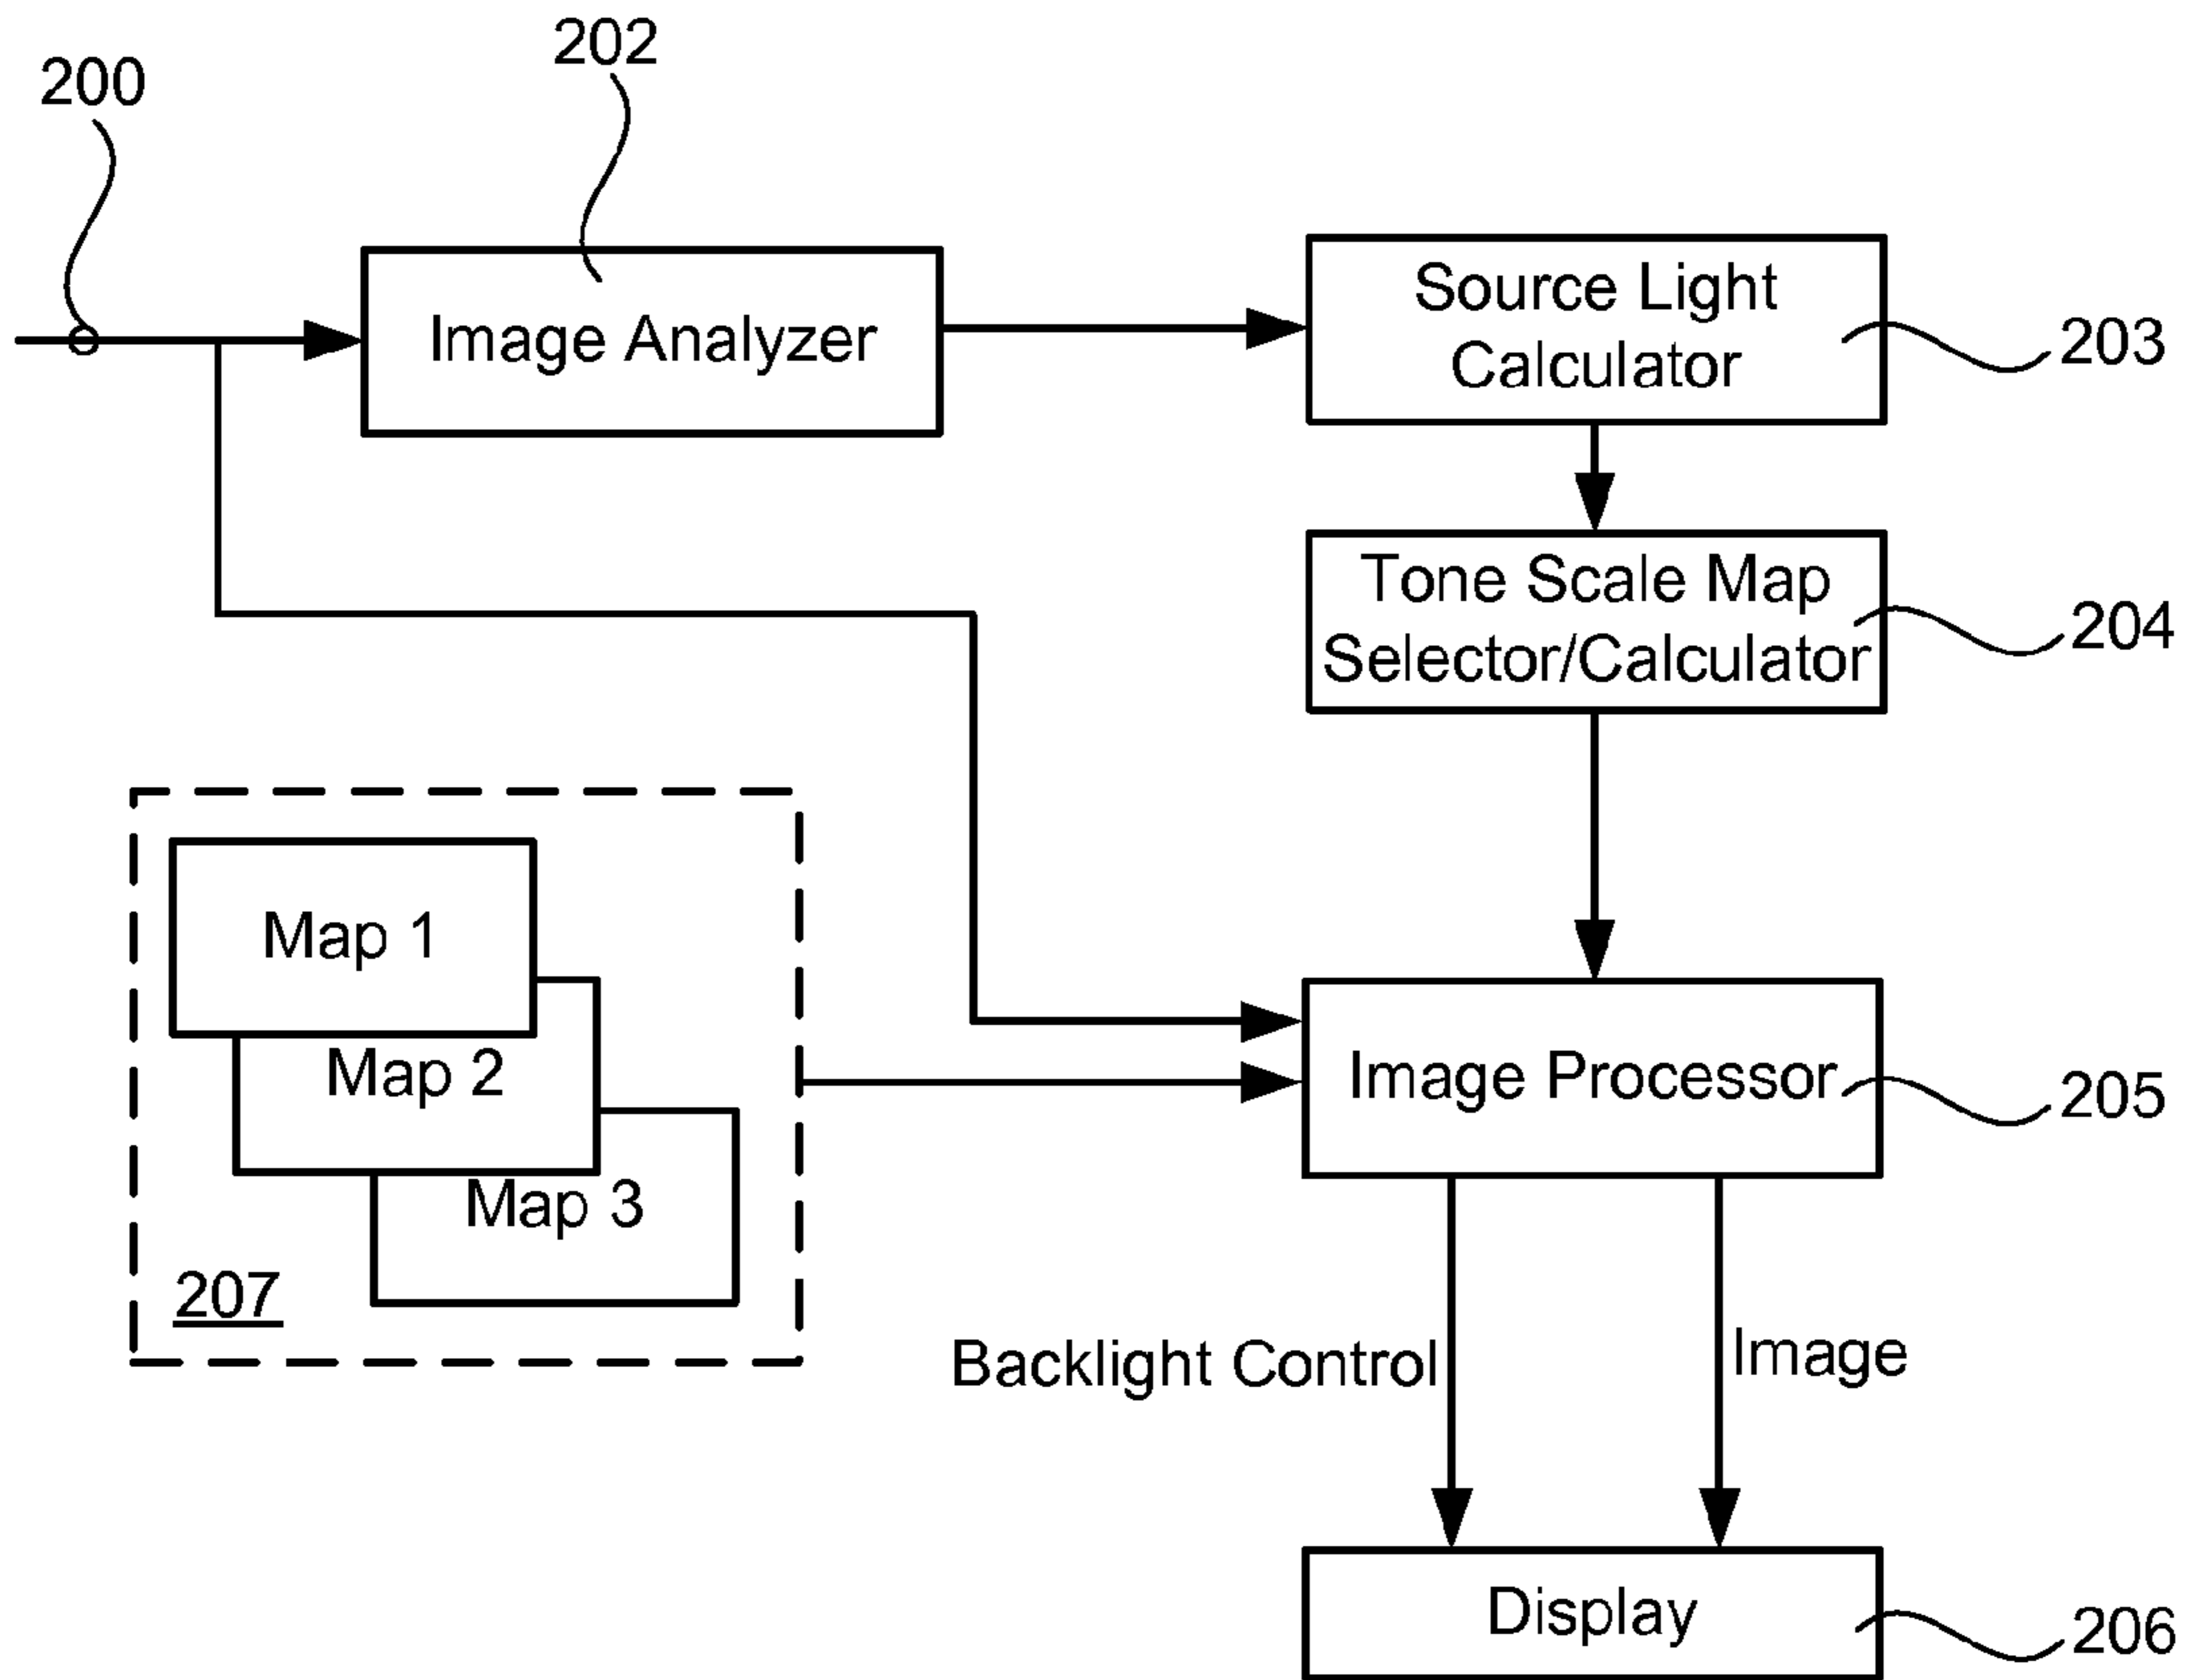 202
200
Image Analyzer
Source Light
Calculator
203
Tone Scale Map
Selector/Calculator
204
Map 1
Map 2
Map 3
207
Image Processor
205
Backlight Control
Image
Display
206